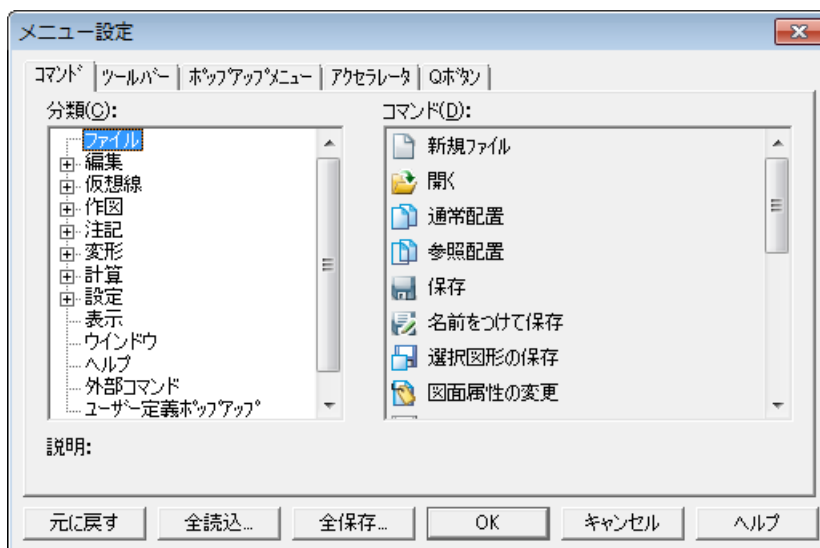 メニュー設定
コマンド ツールバー ポップアップメニュー アクセラレータ Qボタン
分類(C):
ファイル
編集
仮想線
作図
注記
変形
計算
設定
表示
ウインドウ
ヘルプ
外部コマンド
ユーザー定義ポップアップ
コマンド(D):
新規ファイル
開く
通常配置
参照配置
保存
名前をつけて保存
選択図形の保存
図面属性の変更
説明:
元に戻す 全読込... 全保存... OK キャンセル ヘルプ